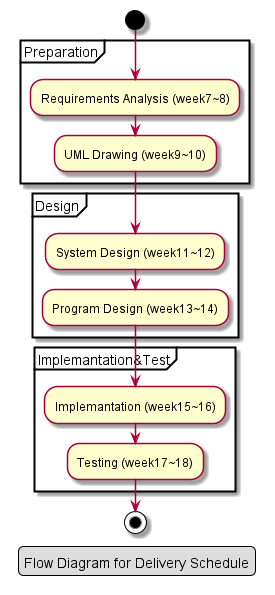 Preparation
Requirements Analysis (week7~8)
UML Drawing (week9~10)
Design
System Design (week11~12)
Program Design (week13~14)
Implemantation&Test
Implemantation (week15~16)
Testing (week17~18)
Flow Diagram for Delivery Schedule